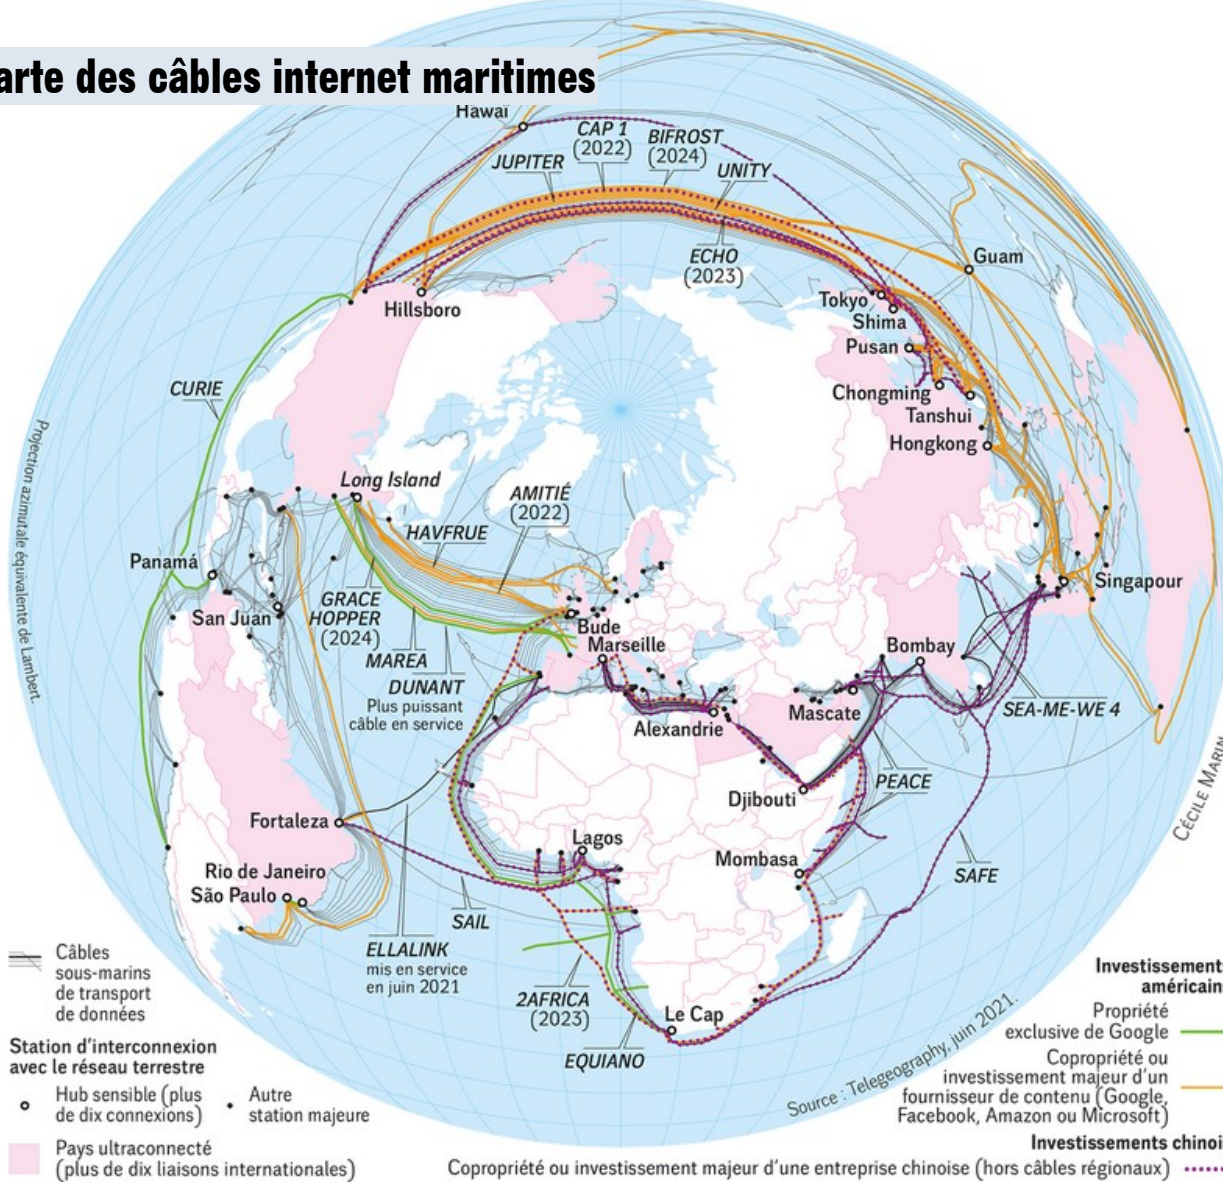 arte des câbles internet maritimes
Hawaï
CAP 1
(2022)
BIFROST
(2024)
JUPITER
UNITY
ECHO
(2023)
Guam
Hillsboro
Tokyo
Shima
Pusan
Chongming
Tanshui
Hongkong
CURIE
Projection azimutale équivalente de Lambert.
Long Island
AMITIÉ
(2022)
HAVFRUE
Panamá
San Juan
GRACE
HOPPER
(2024)
MAREA
DUNANT
Plus puissant
câble en service
Bude
Marseille
Singapour
Bombay
Alexandrie
Mascate
SEA-ME-WE 4
Djibouti
PEACE
CÉCILE MARIN
Fortaleza
Lagos
Mombasa
Rio de Janeiro
São Paulo
SAFE
SAIL
ELLALINK
mis en service
en juin 2021
2AFRICA
(2023)
Le Cap
EQUIANO
Source : Telegeography, juin 2021.
Câbles
sous-marins
de transport
de données
Station d'interconnexion
avec le réseau terrestre
Hub sensible (plus
de dix connexions)
Autre
station majeure
Pays ultraconnecté
(plus de dix liaisons internationales)
Investissements
américains
Propriété
exclusive de Google
Copropriété ou
investissement majeur d'un
fournisseur de contenu (Google,
Facebook, Amazon ou Microsoft)
Investissements chinois
Copropriété ou investissement majeur d'une entreprise chinoise (hors câbles régionaux)